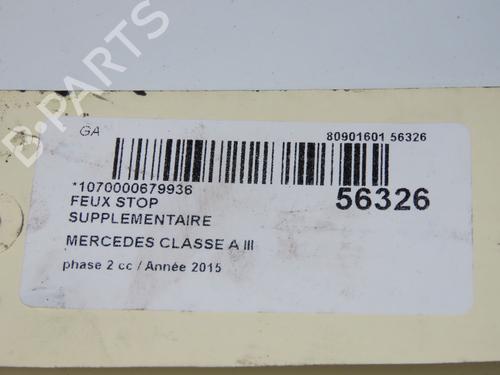 GA
80901601 56326
*1070000679936
56326
FEUX STOP
SUPPLEMENTAIRE
MERCEDES CLASSE A III
phase 2 cc / Année 2015
D-PARTS